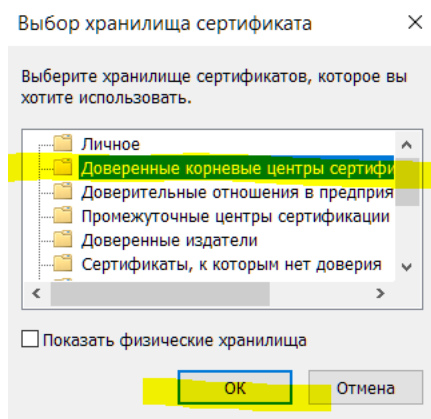 Выбор хранилища сертификата
Выберите хранилище сертификатов, которое вы
хотите использовать.
Личное
Доверенные корневые центры сертифи
Доверительные отношения в предприя
Промежуточные центры сертификации
Доверенные издатели
Сертификаты, к которым нет доверия
Показать физические хранилища
ОК
Отмена